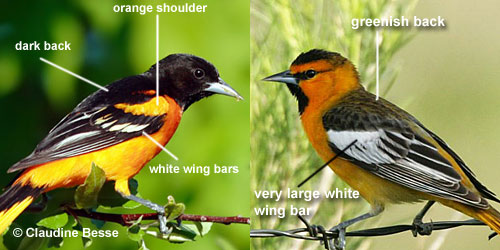 orange shoulder
dark back
white wing bars
© Claudine Besse
greenish back
very large white
wing bar